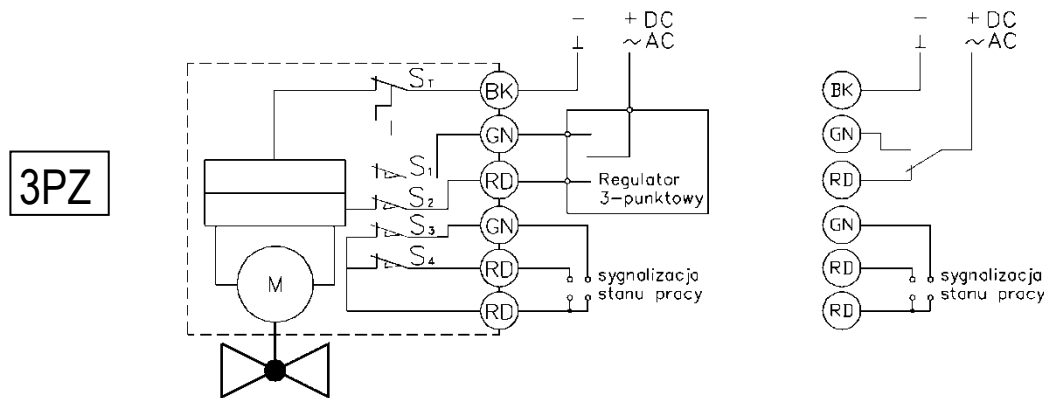 − + DC
⊥ ~ AC
S_T
BK
GN
S₁
RD
S₂
GN
S₃
RD
S₄
RD
Regulator
3-punktowy
M
sygnalizacja
stanu pracy
3PZ
− + DC
⊥ ~ AC
BK
GN
RD
GN
RD
RD
sygnalizacja
stanu pracy